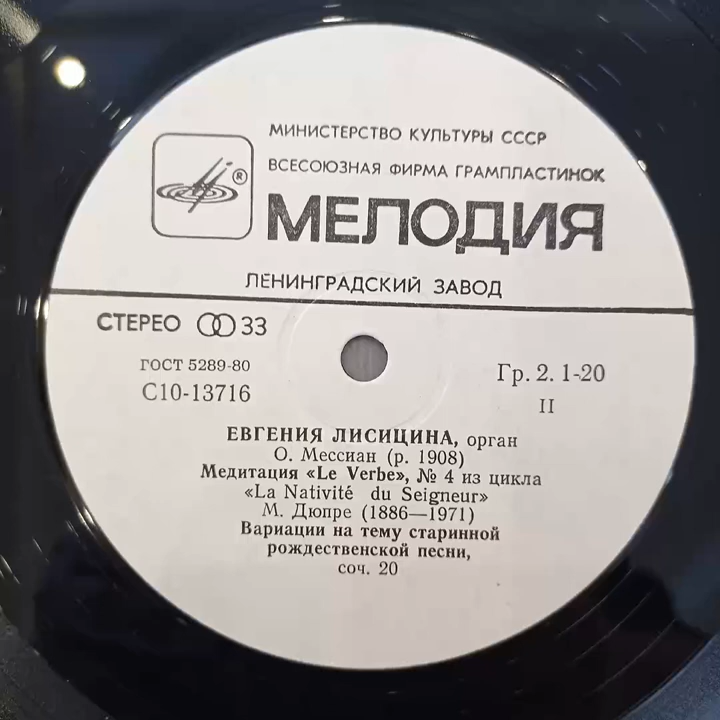 МИНИСТЕРСТВО КУЛЬТУРЫ СССР
ВСЕСОЮЗНАЯ ФИРМА ГРАМПЛАСТИНОК
®
МЕЛОДИЯ
ЛЕНИНГРАДСКИЙ ЗАВОД
СТЕРЕО 33
ГОСТ 5289-80
С10-13716
Гр. 2. 1-20
II
ЕВГЕНИЯ ЛИСИЦИНА, орган
О. Мессиан (р. 1908)
Медитация «Le Verbe», № 4 из цикла
«La Nativité du Seigneur»
М. Дюпре (1886—1971)
Вариации на тему старинной
рождественской песни,
соч. 20